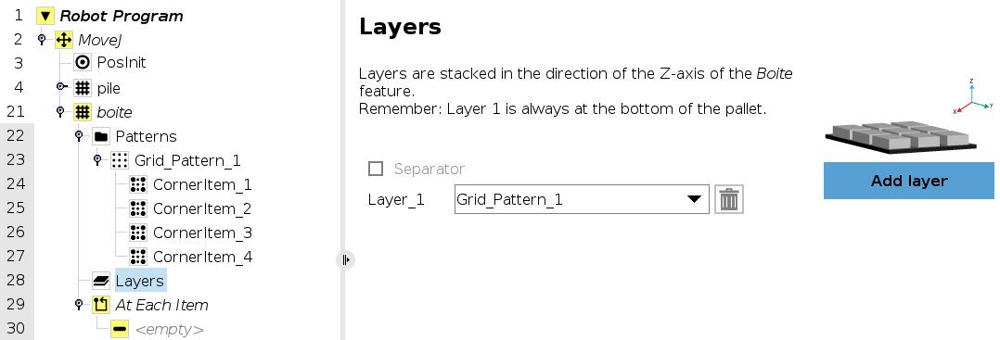 1 Robot Program
2 MoveJ
3 PosInit
4 pile
21 boite
22 Patterns
23 Grid_Pattern_1
24 CornerItem_1
25 CornerItem_2
26 CornerItem_3
27 CornerItem_4
28 Layers
29 At Each Item
30 <empty>
Layers
Layers are stacked in the direction of the Z-axis of the Boite
feature.
Remember: Layer 1 is always at the bottom of the pallet.
Z
X
Y
Add layer
Separator
Layer_1 Grid_Pattern_1